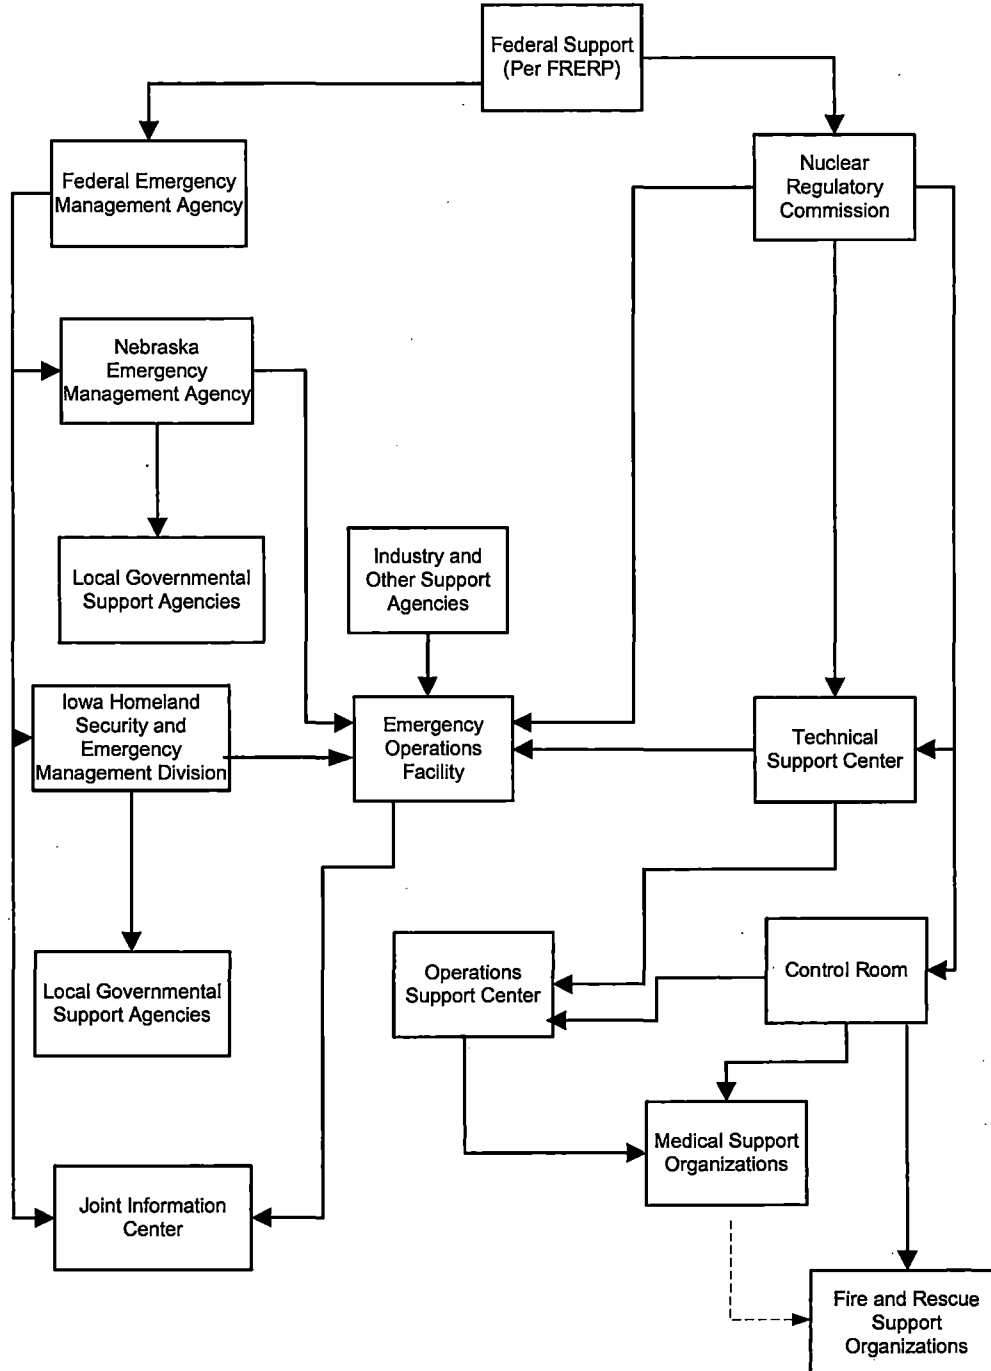 Federal Support
(Per FRERP)
Federal Emergency
Management Agency
Nuclear
Regulatory
Commission
Nebraska
Emergency
Management Agency
Local Governmental
Support Agencies
Industry and
Other Support
Agencies
Iowa Homeland
Security and
Emergency
Management Division
Emergency
Operations
Facility
Technical
Support Center
Local Governmental
Support Agencies
Operations
Support Center
Control Room
Medical Support
Organizations
Joint Information
Center
Fire and Rescue
Support
Organizations